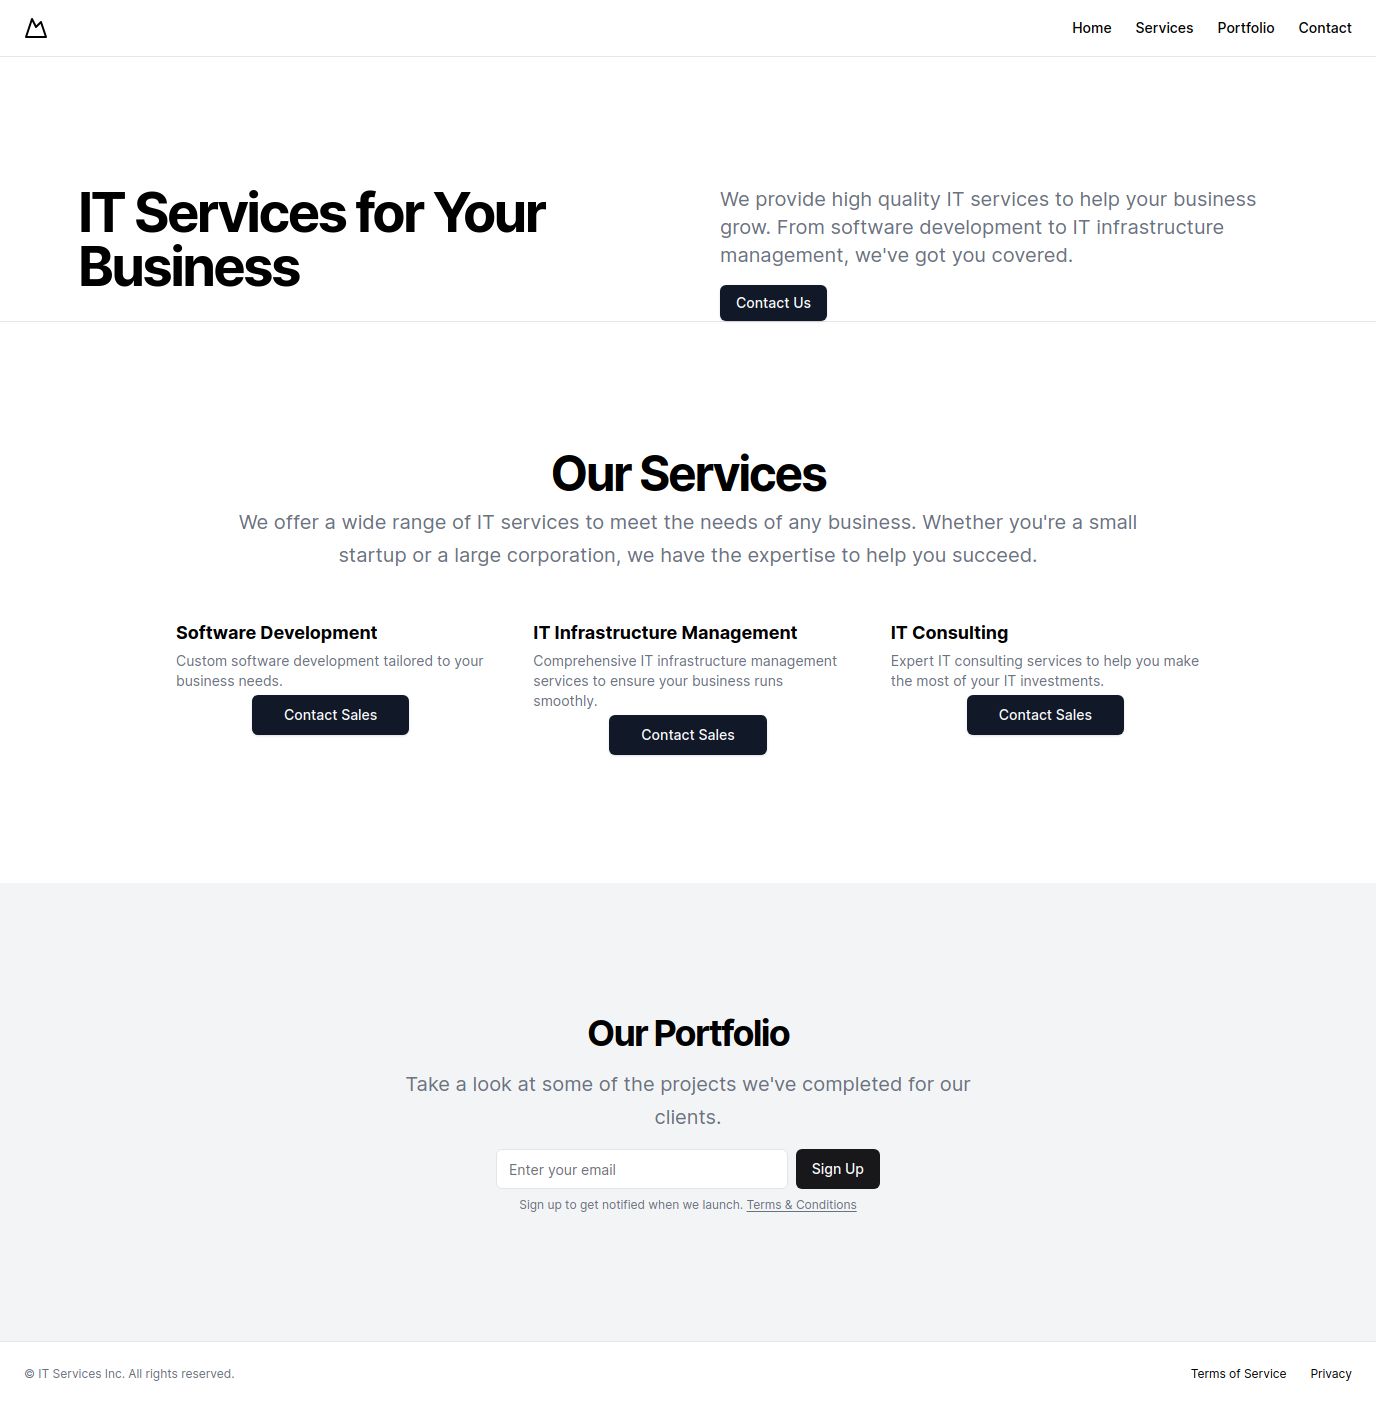 Home Services Portfolio Contact
IT Services for Your
Business
We provide high quality IT services to help your business
grow. From software development to IT infrastructure
management, we've got you covered.
Contact Us
Our Services
We offer a wide range of IT services to meet the needs of any business. Whether you're a small
startup or a large corporation, we have the expertise to help you succeed.
Software Development
Custom software development tailored to your
business needs.
Contact Sales
IT Infrastructure Management
Comprehensive IT infrastructure management
services to ensure your business runs
smoothly.
Contact Sales
IT Consulting
Expert IT consulting services to help you make
the most of your IT investments.
Contact Sales
Our Portfolio
Take a look at some of the projects we've completed for our
clients.
Enter your email
Sign Up
Sign up to get notified when we launch. Terms & Conditions
© IT Services Inc. All rights reserved.
Terms of Service Privacy